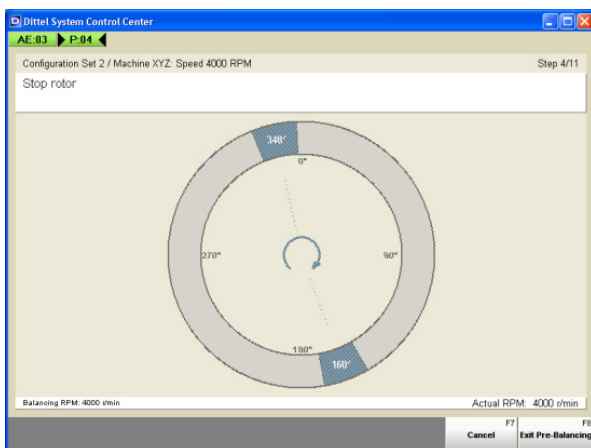 Dittel System Control Center
AE:03 P:04
Configuration Set 2 / Machine XYZ: Speed 4000 RPM Step 4/11
Stop rotor
348°
0°
270° 90°
180°
160°
Balancing RPM: 4000 r/min Actual RPM: 4000 r/min
F7 F8
Cancel Exit Pre-Balancing